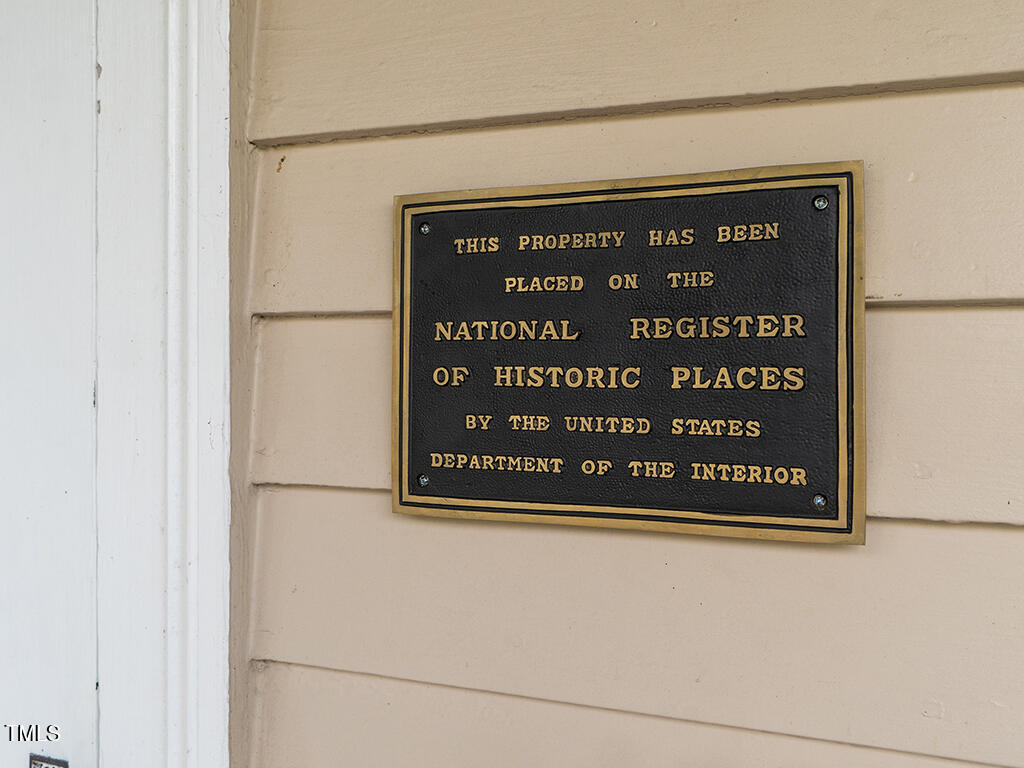 THIS PROPERTY HAS BEEN
PLACED ON THE
NATIONAL REGISTER
OF HISTORIC PLACES
BY THE UNITED STATES
DEPARTMENT OF THE INTERIOR
TMLS